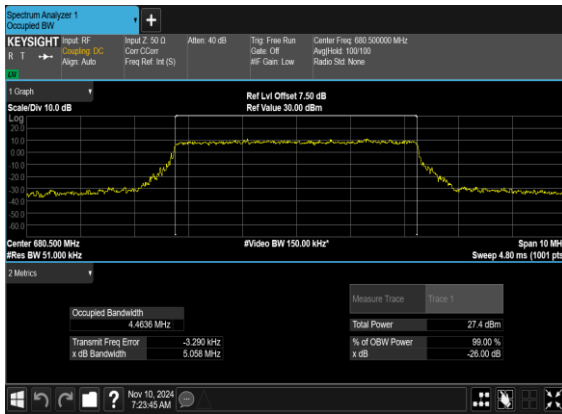 Spectrum Analyzer 1
Occupied BW
KEYSIGHT
R T
LW
Input: RF
Coupling: DC
Align: Auto
Input Z: 50 Ω
Corr CCorr
Freq Ref: Int (S)
Atten: 40 dB
Trig: Free Run
Gate: Off
#IF Gain: Low
Center Freq: 680.500000 MHz
Avg|Hold: 100/100
Radio Std: None
1 Graph
Scale/Div 10.0 dB
Ref Lvl Offset 7.50 dB
Ref Value 30.00 dBm
Log
20.0
10.0
0.00
-10.0
-20.0
-30.0
-40.0
-50.0
-60.0
Center 680.500 MHz
#Res BW 51.000 kHz
#Video BW 150.00 kHz*
Span 10 MH
Sweep 4.80 ms (1001 pts
2 Metrics
Occupied Bandwidth
4.4636 MHz
Transmit Freq Error -3.290 kHz
x dB Bandwidth 5.058 MHz
Measure Trace Trace 1
Total Power 27.4 dBm
% of OBW Power 99.00 %
x dB -26.00 dB
Nov 10, 2024
7:23:45 AM